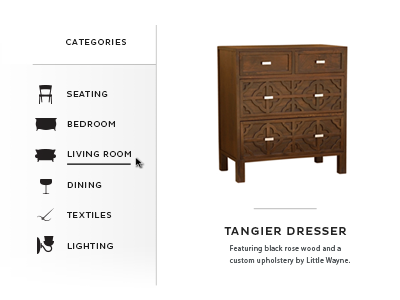 CATEGORIES
SEATING
BEDROOM
LIVING ROOM
DINING
TEXTILES
LIGHTING
TANGIER DRESSER
Featuring black rose wood and a
custom upholstery by Little Wayne.